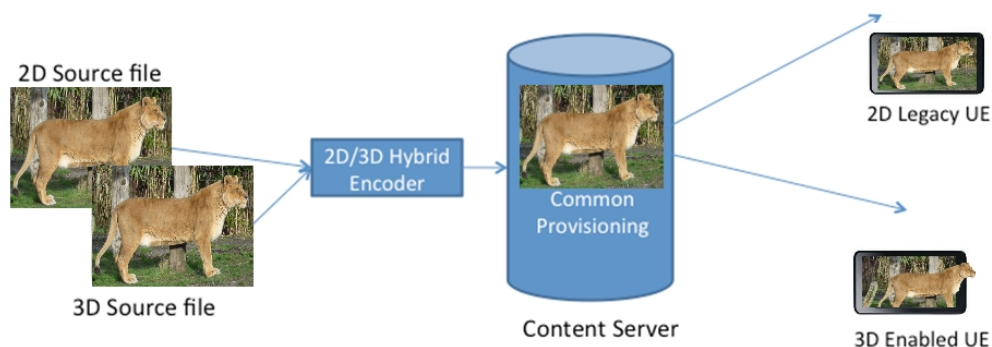 2D Source file
3D Source file
2D/3D Hybrid
Encoder
Common
Provisioning
Content Server
2D Legacy UE
3D Enabled UE